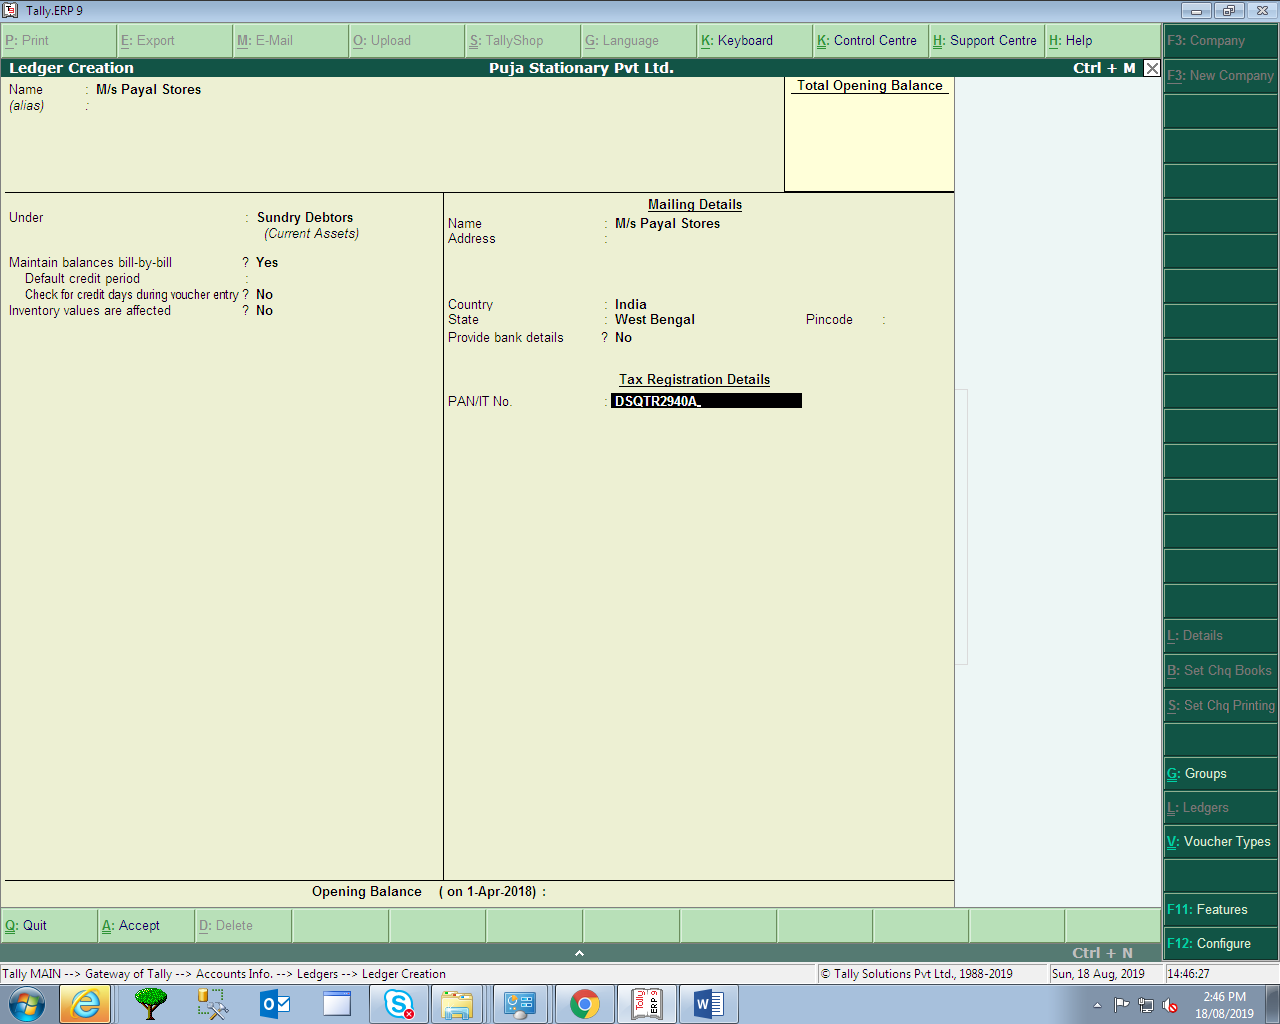 Tally.ERP 9
P: Print
E: Export
M: E-Mail
O: Upload
S: TallyShop
G: Language
K: Keyboard
K: Control Centre
H: Support Centre
H: Help
Ledger Creation
Puja Stationary Pvt Ltd.
Ctrl + M
Name : M/s Payal Stores
(alias) :
Total Opening Balance
Under : Sundry Debtors
(Current Assets)
Maintain balances bill-by-bill ? Yes
Default credit period :
Check for credit days during voucher entry ? No
Inventory values are affected ? No
Mailing Details
Name : M/s Payal Stores
Address :
Country : India
State : West Bengal Pincode :
Provide bank details ? No
Tax Registration Details
PAN/IT No. : DSQTR2940A
Opening Balance ( on 1-Apr-2018) :
F3: Company
F3: New Company
L: Details
B: Set Chq Books
S: Set Chq Printing
G: Groups
L: Ledgers
V: Voucher Types
F11: Features
F12: Configure
Q: Quit
A: Accept
D: Delete
Ctrl + N
Tally MAIN --> Gateway of Tally --> Accounts Info. --> Ledgers --> Ledger Creation
© Tally Solutions Pvt Ltd., 1988-2019
Sun, 18 Aug, 2019
14:46:27
2:46 PM
18/08/2019